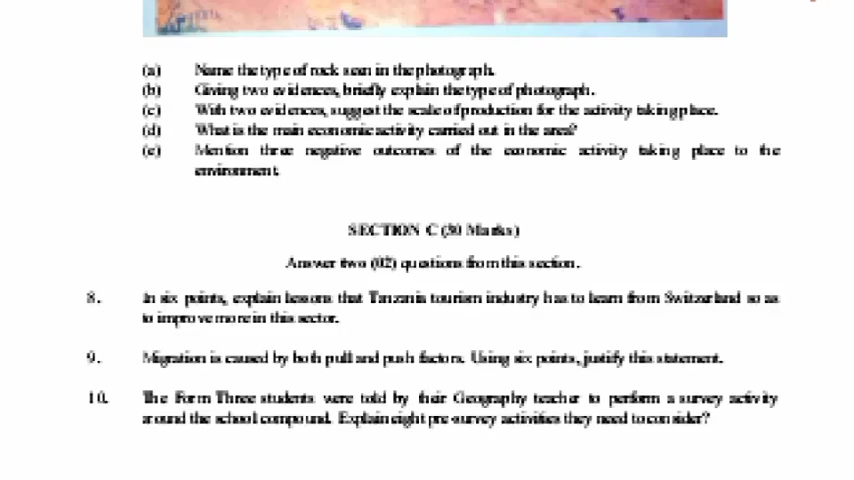 (a) Name the type of rock seen in the photograph.
(b) Giving two evidences, briefly explain the type of photograph.
(c) With two evidences, suggest the scale of production for the activity taking place.
(d) What is the main economic activity carried out in the area?
(e) Mention three negative outcomes of the economic activity taking place to the
environment.
SECTION C (30 Marks)
Answer two (02) questions from this section.
8. In six points, explain lessons that Tanzania tourism industry has to learn from Switzerland so as
to improve more in this sector.
9. Migration is caused by both pull and push factors. Using six points, justify this statement.
10. The Form Three students were told by their Geography teacher to perform a survey activity
around the school compound. Explain eight pre-survey activities they need to consider?